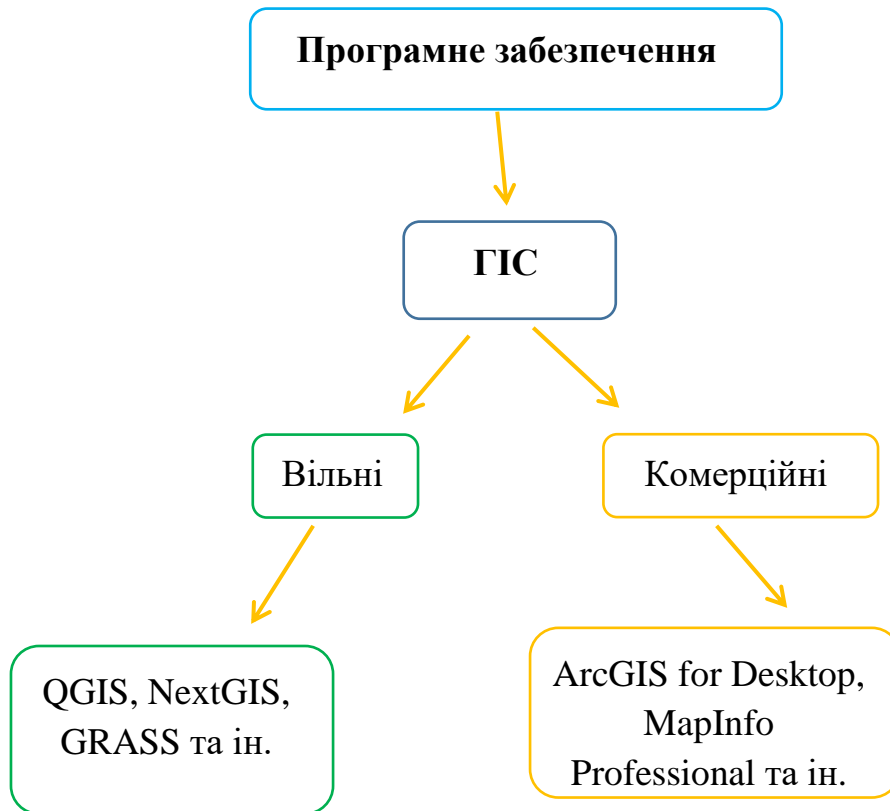 Програмне забезпечення
ГІС
Вільні
Комерційні
QGIS, NextGIS,
GRASS та ін.
ArcGIS for Desktop,
MapInfo
Professional та ін.